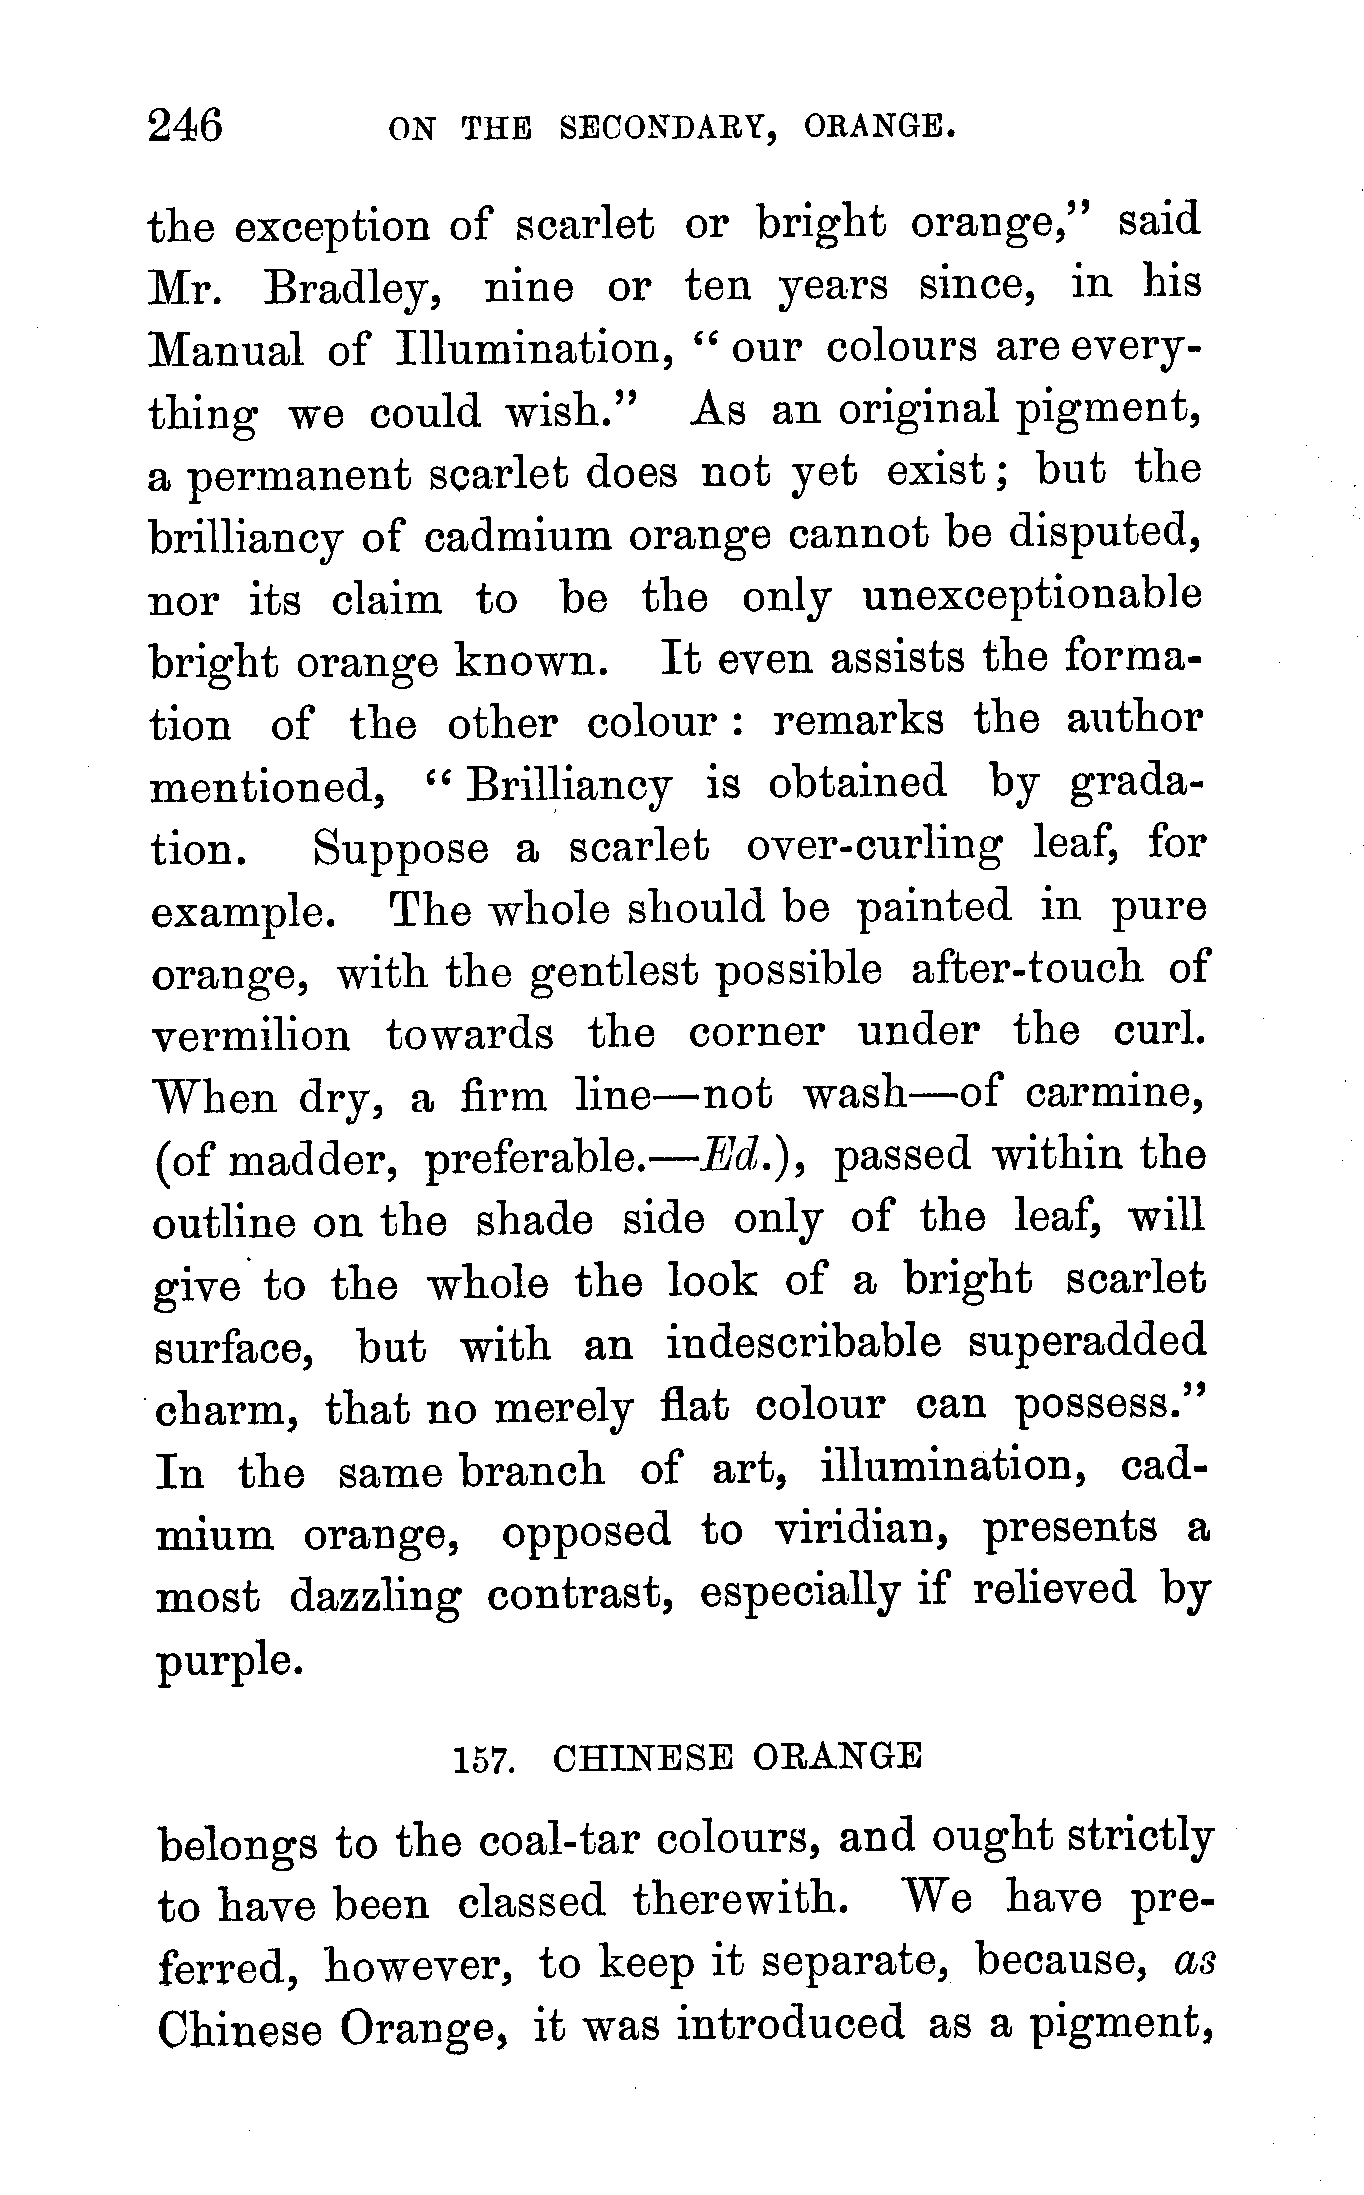 246 ON THE SECONDARY, ORANGE.
the exception of scarlet or bright orange,” said
Mr. Bradley, nine or ten years since, in his
Manual of Illumination, “our colours are every-
thing we could wish.” As an original pigment,
a permanent scarlet does not yet exist; but the
brilliancy of cadmium orange cannot be disputed,
nor its claim to be the only unexceptionable
bright orange known. It even assists the forma-
tion of the other colour: remarks the author
mentioned, “Brilliancy is obtained by grada-
tion. Suppose a scarlet over-curling leaf, for
example. The whole should be painted in pure
orange, with the gentlest possible after-touch of
vermilion towards the corner under the curl.
When dry, a firm line—not wash—of carmine,
(of madder, preferable.—Ed.), passed within the
outline on the shade side only of the leaf, will
give to the whole the look of a bright scarlet
surface, but with an indescribable superadded
charm, that no merely flat colour can possess.”
In the same branch of art, illumination, cad-
mium orange, opposed to viridian, presents a
most dazzling contrast, especially if relieved by
purple.
157. CHINESE ORANGE
belongs to the coal-tar colours, and ought strictly
to have been classed therewith. We have pre-
ferred, however, to keep it separate, because, as
Chinese Orange, it was introduced as a pigment,